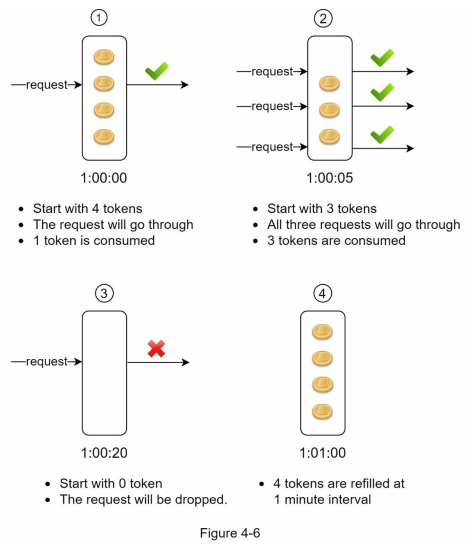 1
request
1:00:00
• Start with 4 tokens
• The request will go through
• 1 token is consumed
2
request
request
request
1:00:05
• Start with 3 tokens
• All three requests will go through
• 3 tokens are consumed
3
request
1:00:20
• Start with 0 token
• The request will be dropped.
4
1:01:00
• 4 tokens are refilled at
1 minute interval
Figure 4-6